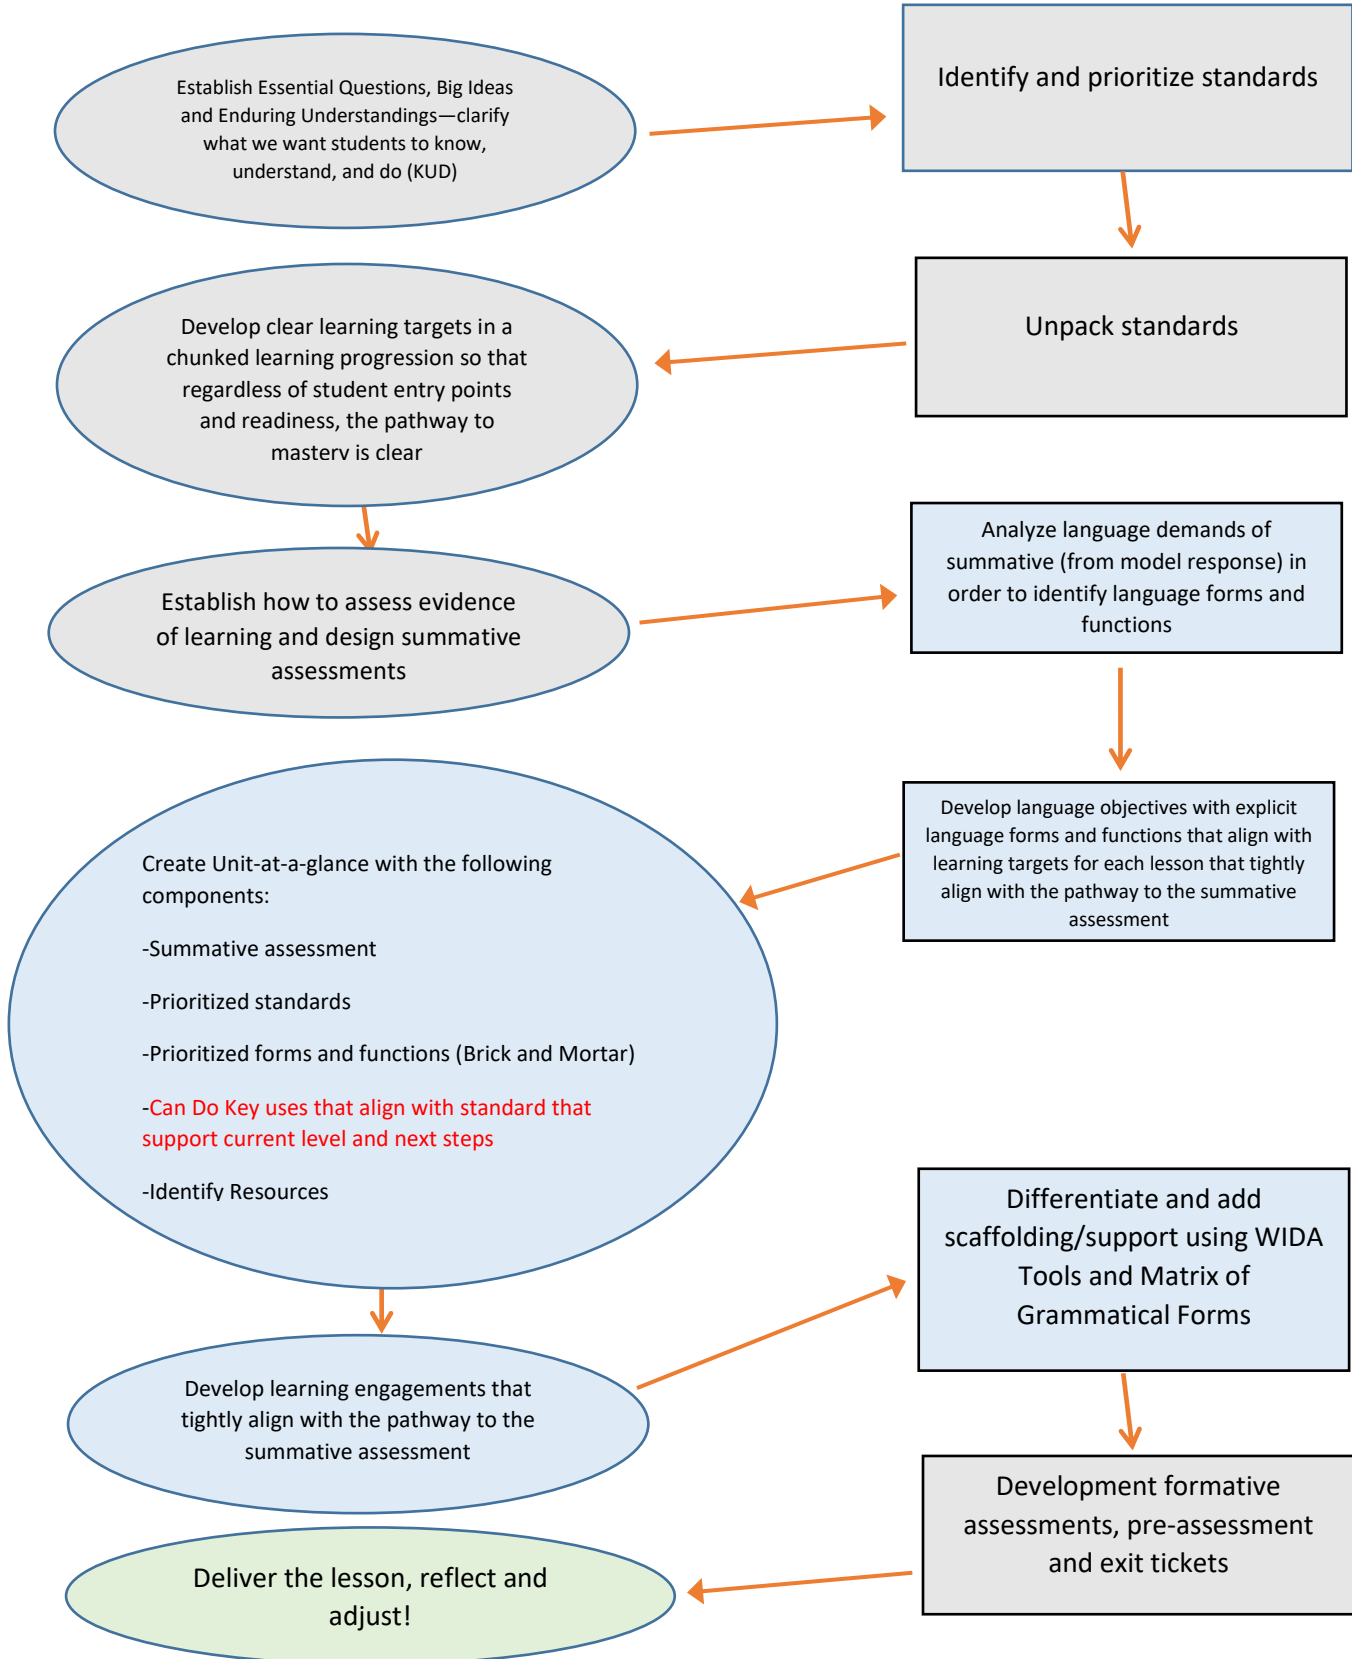 Establish Essential Questions, Big Ideas
and Enduring Understandings—clarify
what we want students to know,
understand, and do (KUD)
Identify and prioritize standards
Unpack standards
Develop clear learning targets in a
chunked learning progression so that
regardless of student entry points
and readiness, the pathway to
mastery is clear
Establish how to assess evidence
of learning and design summative
assessments
Analyze language demands of
summative (from model response) in
order to identify language forms and
functions
Develop language objectives with explicit
language forms and functions that align with
learning targets for each lesson that tightly
align with the pathway to the summative
assessment
Create Unit-at-a-glance with the following
components:
-Summative assessment
-Prioritized standards
-Prioritized forms and functions (Brick and Mortar)
-Can Do Key uses that align with standard that
support current level and next steps
-Identify Resources
Develop learning engagements that
tightly align with the pathway to the
summative assessment
Differentiate and add
scaffolding/support using WIDA
Tools and Matrix of
Grammatical Forms
Development formative
assessments, pre-assessment
and exit tickets
Deliver the lesson, reflect and
adjust!